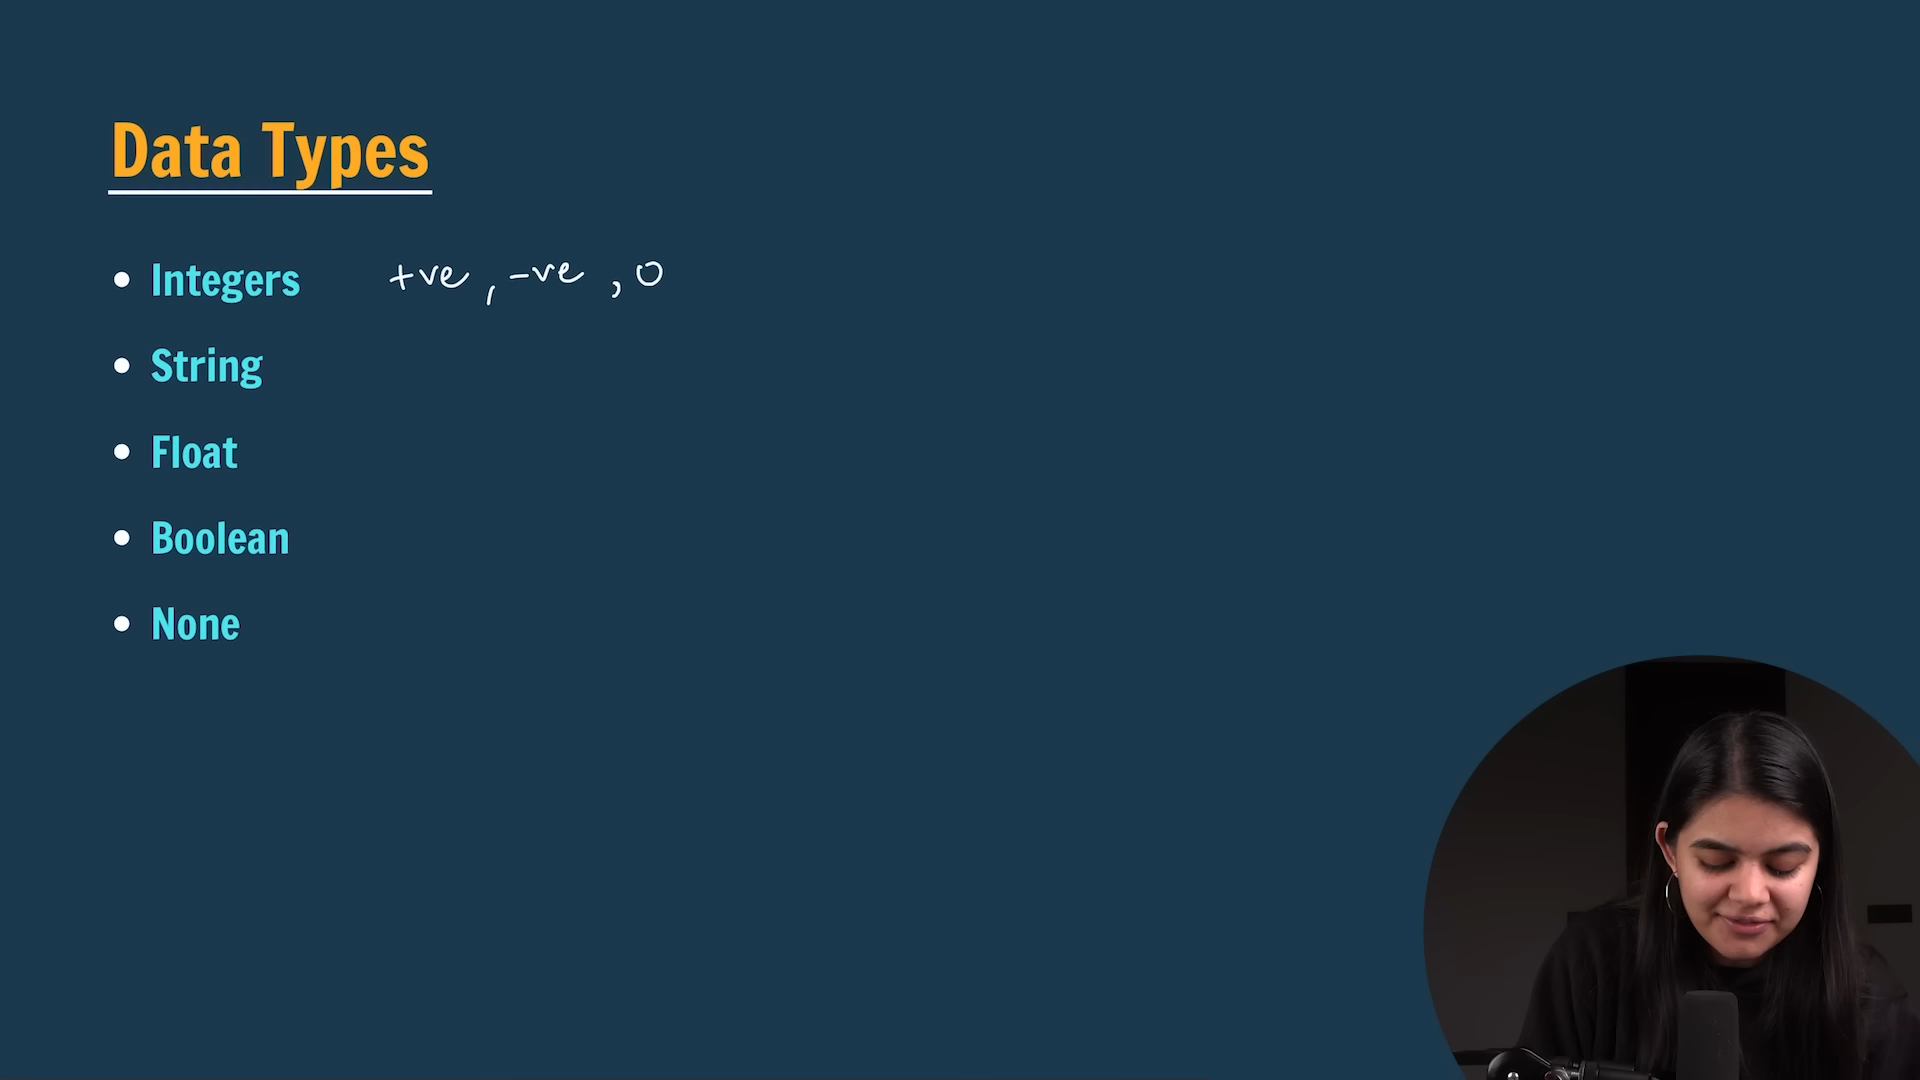 Data Types
• Integers +ve, -ve, 0
• String
• Float
• Boolean
• None